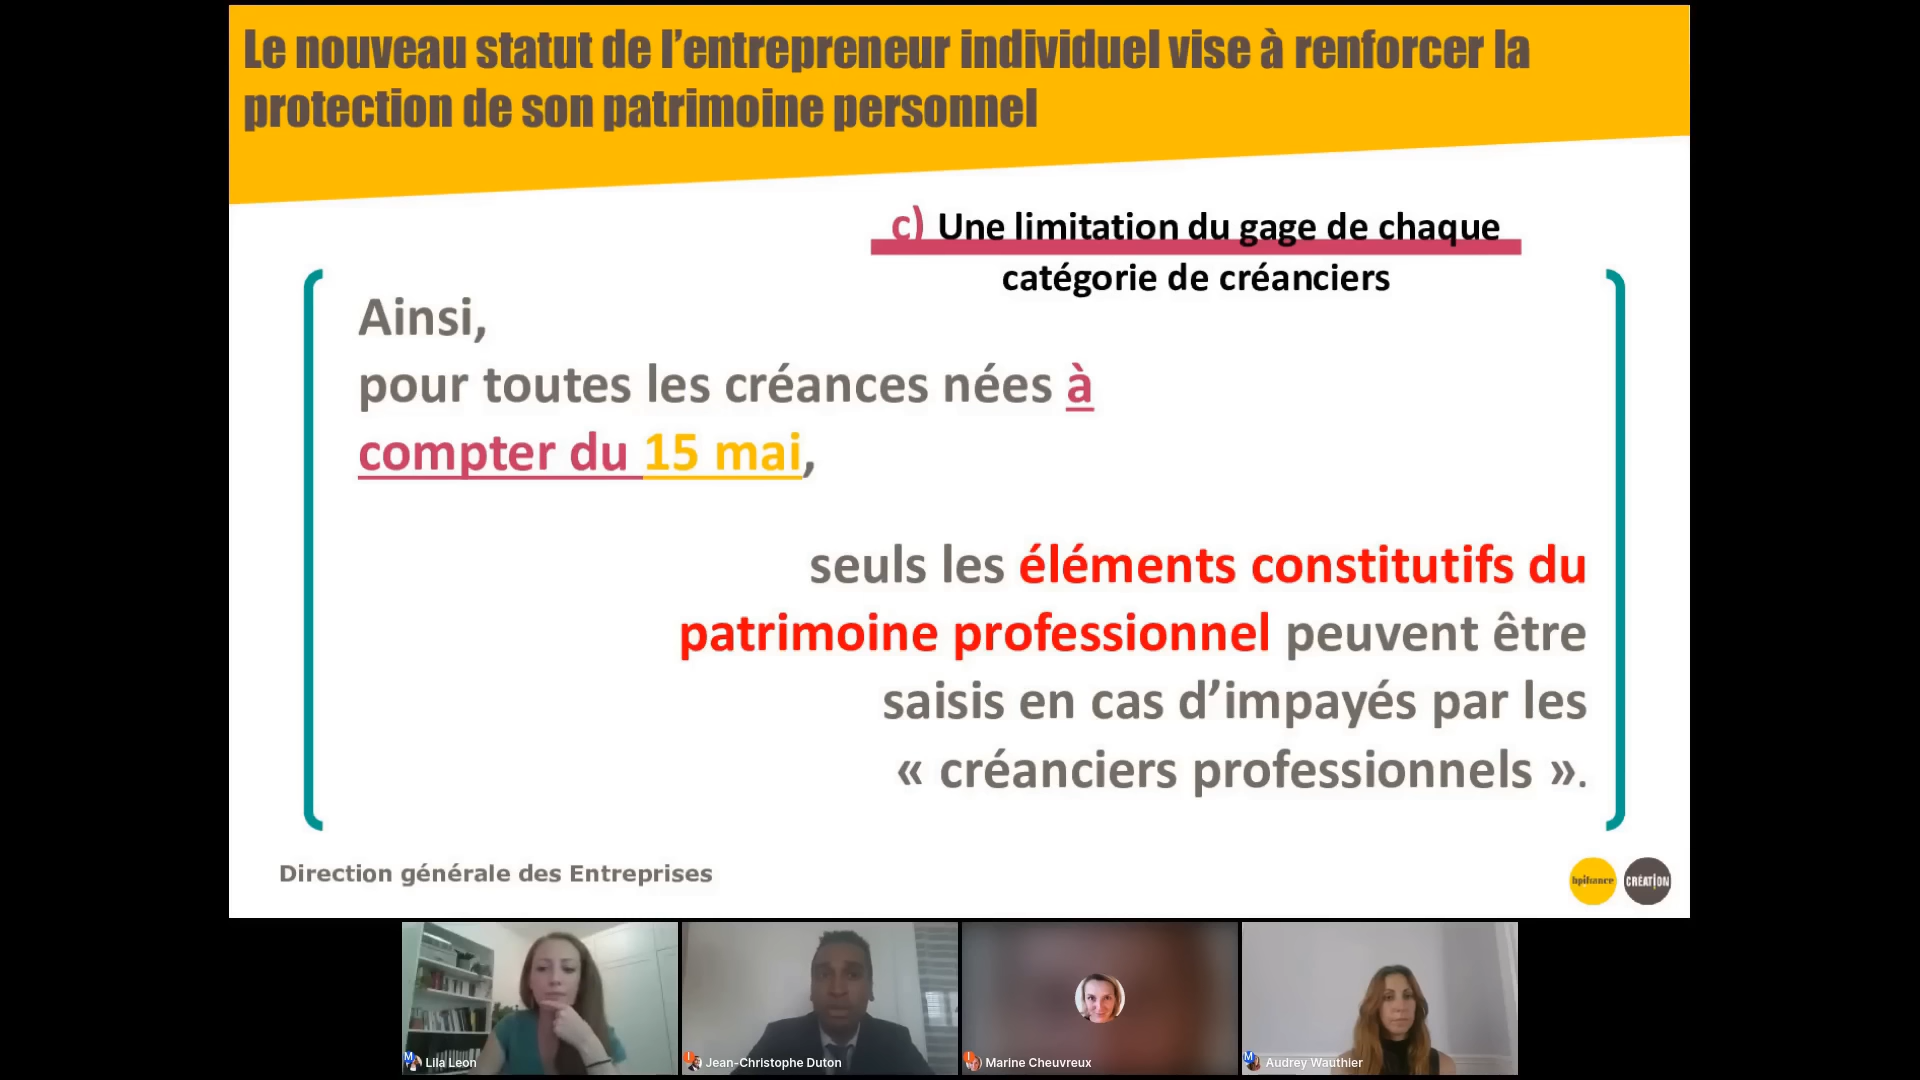 Le nouveau statut de l’entrepreneur individuel vise à renforcer la
protection de son patrimoine personnel
c) Une limitation du gage de chaque
catégorie de créanciers
Ainsi,
pour toutes les créances nées à
compter du 15 mai,
seuls les éléments constitutifs du
patrimoine professionnel peuvent être
saisis en cas d’impayés par les
« créanciers professionnels ».
Direction générale des Entreprises
bpifrance
CRÉATION
M
Lila Leon
I
Jean-Christophe Duton
I
Marine Cheuvreux
M
Audrey Wauthier